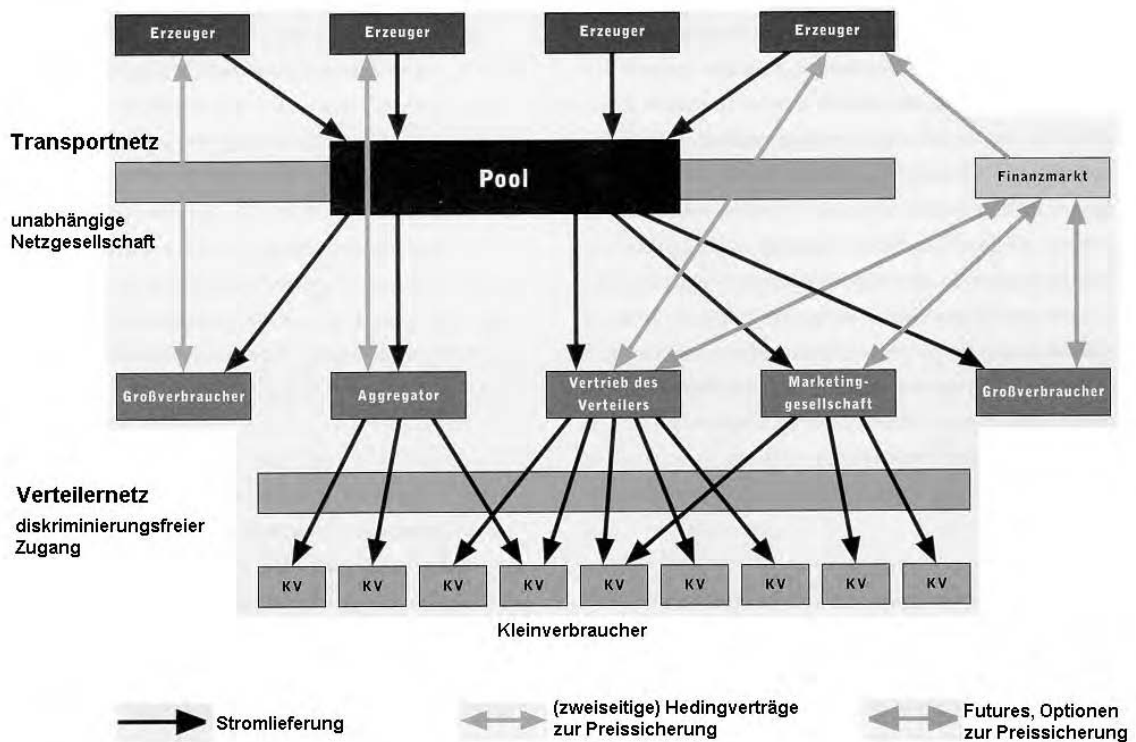 Erzeuger
Erzeuger
Erzeuger
Erzeuger
Transportnetz
Pool
Finanzmarkt
unabhängige
Netzgesellschaft
Großverbraucher
Aggregator
Vertrieb des
Verteilers
Marketing-
gesellschaft
Großverbraucher
Verteilernetz
diskriminierungsfreier
Zugang
KV
KV
KV
KV
KV
KV
KV
KV
KV
Kleinverbraucher
Stromlieferung
(zweiseitige) Hedingverträge
zur Preissicherung
Futures, Optionen
zur Preissicherung